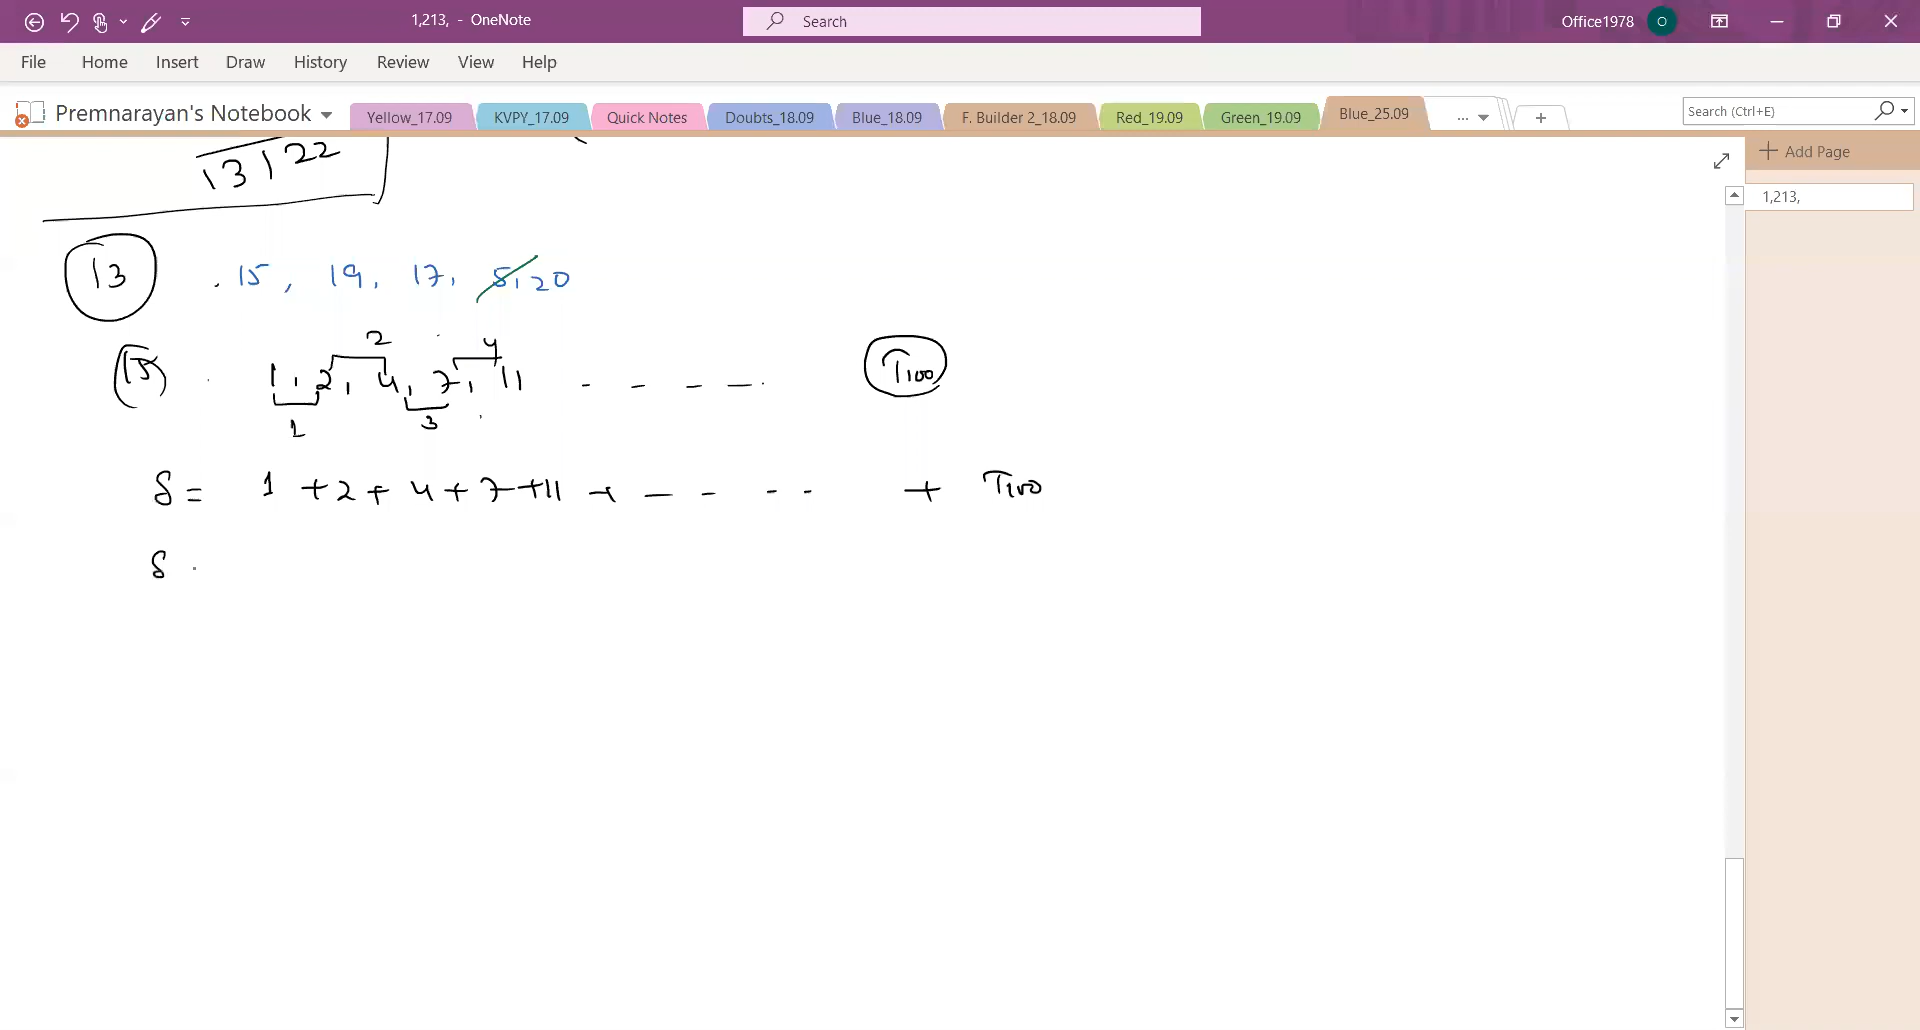 1,213, - OneNote
Search
Office1978 O
File Home Insert Draw History Review View Help
Premnarayan's Notebook Yellow_17.09 KVPY_17.09 Quick Notes Doubts_18.09 Blue_18.09 F. Builder 2_18.09 Red_19.09 Green_19.09 Blue_25.09 ... + Search (Ctrl+E)
Add Page
1,213,
13122
13 . 15, 19, 17, 8,20
2 4
15 . 1, 2, 4, 7, 11 - - - - T100
1 3
S = 1 + 2 + 4 + 7 + 11 + - - - - + T100
S